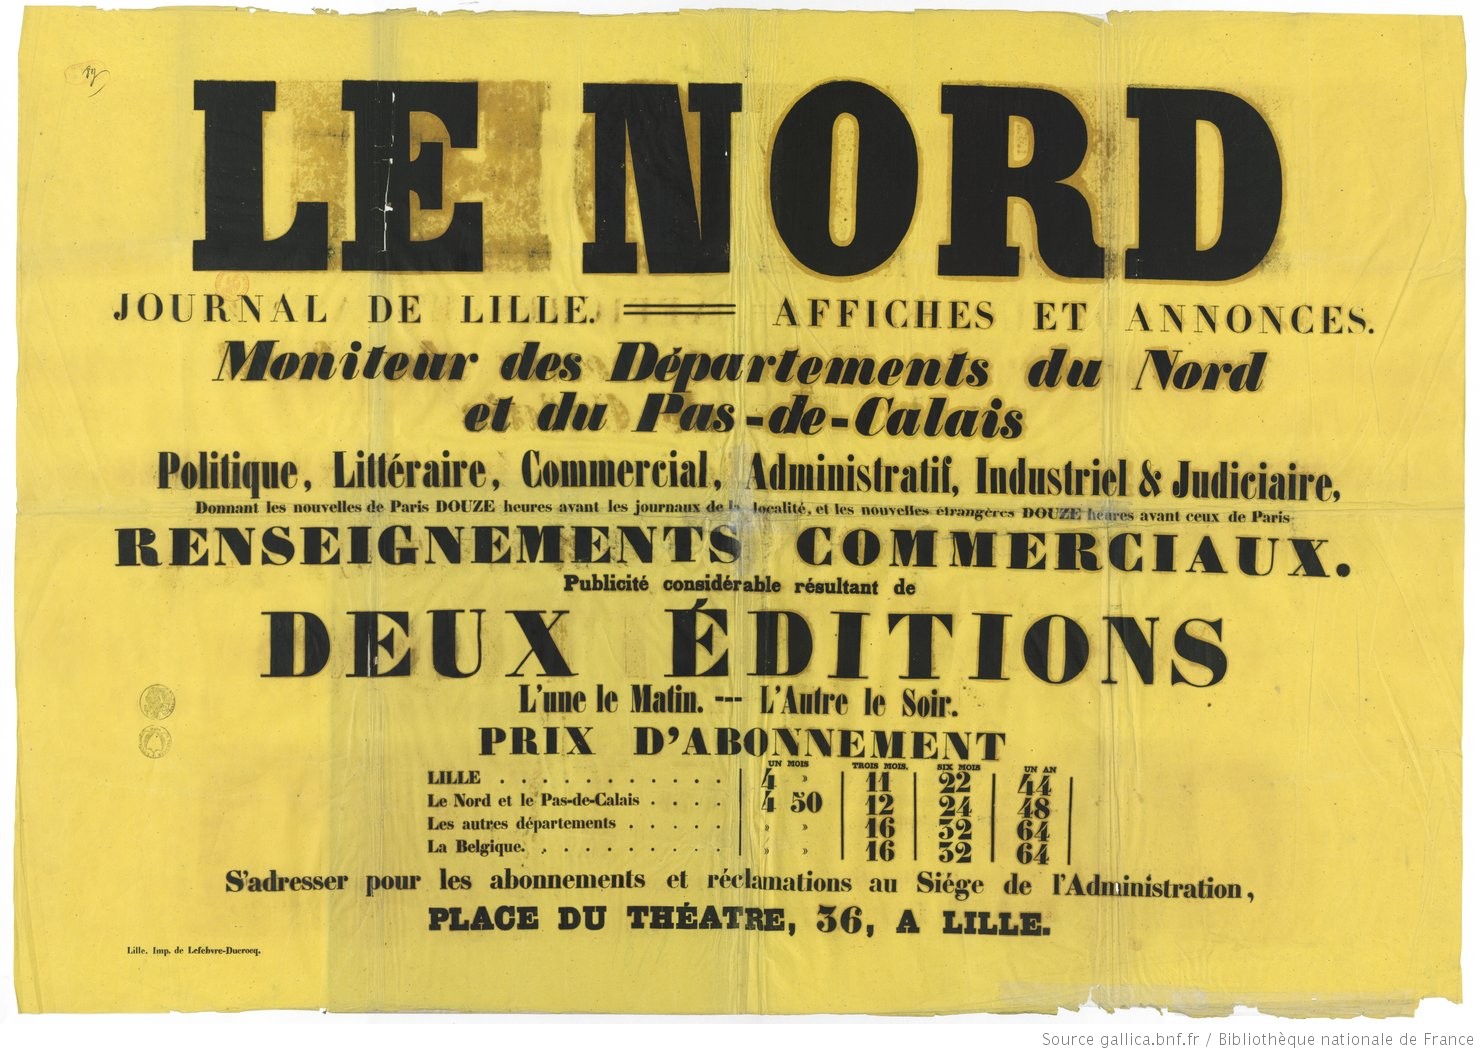 LE NORD
JOURNAL DE LILLE. AFFICHES ET ANNONCES.
Moniteur des Départements du Nord
et du Pas-de-Calais
Politique, Littéraire, Commercial, Administratif, Industriel & Judiciaire,
Donnant les nouvelles de Paris DOUZE heures avant les journaux de la localité, et les nouvelles étrangères DOUZE heures avant ceux de Paris
RENSEIGNEMENTS COMMERCIAUX.
Publicité considérable résultant de
DEUX ÉDITIONS
L'une le Matin. --- L'Autre le Soir.
PRIX D'ABONNEMENT
UN MOIS TROIS MOIS. SIX MOIS UN AN
LILLE . . . . . . . . . . . 4 » 11 22 44
Le Nord et le Pas-de-Calais . . . . 4 50 12 24 48
Les autres départements . . . . . » » 16 32 64
La Belgique. . . . . . . . . . » » 16 32 64
S'adresser pour les abonnements et réclamations au Siége de l'Administration,
PLACE DU THÉATRE, 36, A LILLE.
Lille. Imp. de Lefebvre-Ducrocq.
Source gallica.bnf.fr / Bibliothèque nationale de France